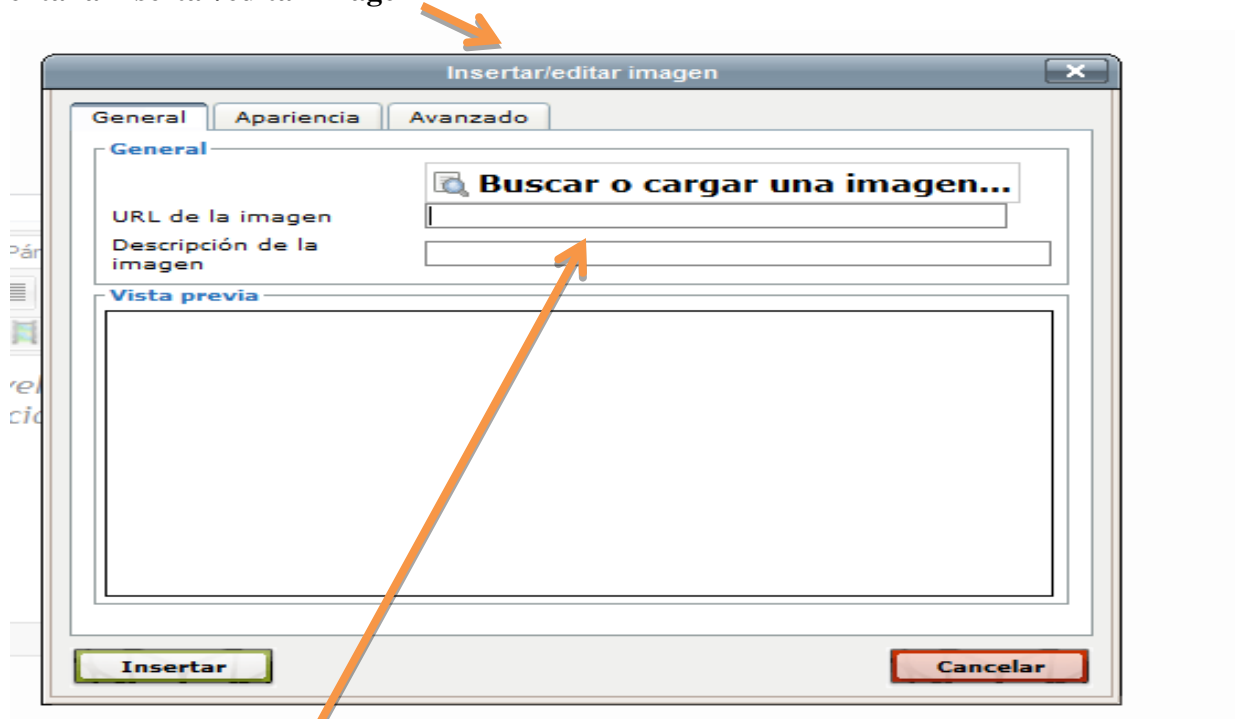 Insertar/editar imagen
General Apariencia Avanzado
General
Buscar o cargar una imagen...
URL de la imagen
Descripción de la
imagen
Vista previa
Insertar Cancelar